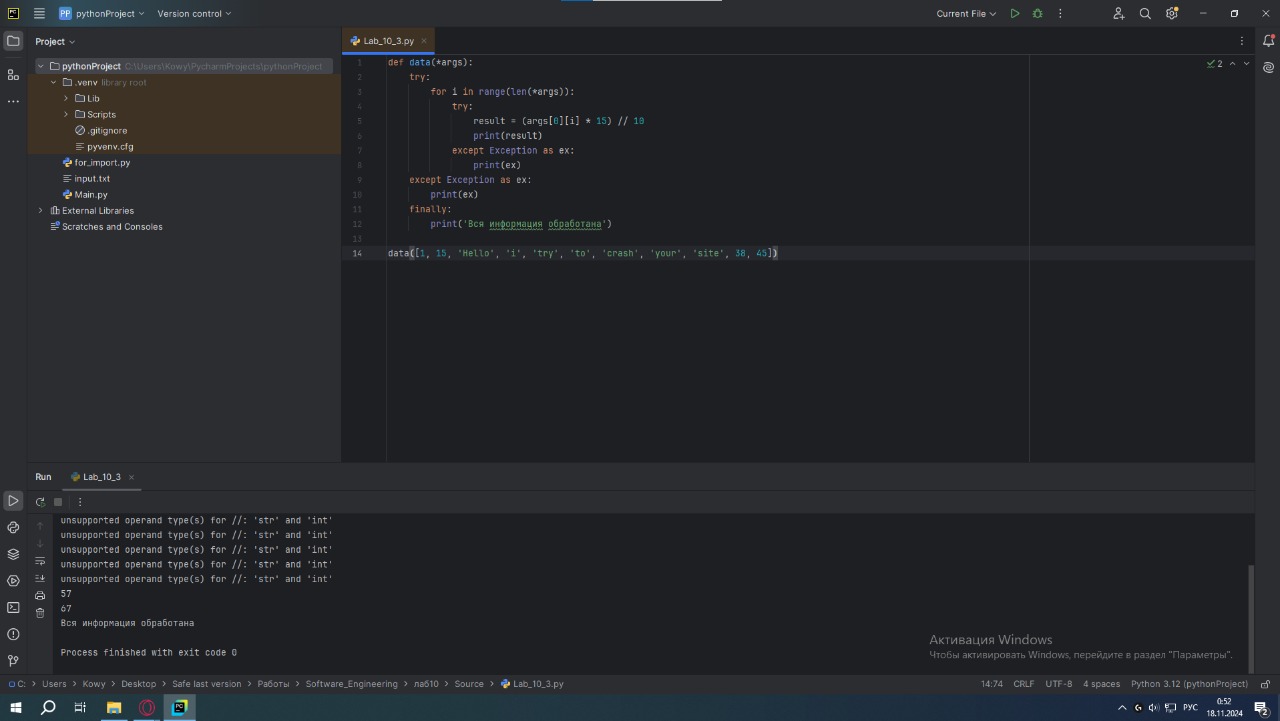 PC
PP pythonProject Version control Current File
Project
Lab_10_3.py
pythonProject C:\Users\Kowy\PycharmProjects\pythonProject
.venv library root
Lib
Scripts
.gitignore
pyvenv.cfg
for_import.py
input.txt
Main.py
External Libraries
Scratches and Consoles
2
1 def data(*args):
2 try:
3 for i in range(len(*args)):
4 try:
5 result = (args[0][i] * 15) // 10
6 print(result)
7 except Exception as ex:
8 print(ex)
9 except Exception as ex:
10 print(ex)
11 finally:
12 print('Вся информация обработана')
13
14 data([1, 15, 'Hello', 'i', 'try', 'to', 'crash', 'your', 'site', 38, 45])
Run Lab_10_3
unsupported operand type(s) for //: 'str' and 'int'
unsupported operand type(s) for //: 'str' and 'int'
unsupported operand type(s) for //: 'str' and 'int'
unsupported operand type(s) for //: 'str' and 'int'
unsupported operand type(s) for //: 'str' and 'int'
57
67
Вся информация обработана
Process finished with exit code 0
Активация Windows
Чтобы активировать Windows, перейдите в раздел "Параметры".
C: Users Kowy Desktop Safe last version Работы Software_Engineering лаб10 Source Lab_10_3.py 14:74 CRLF UTF-8 4 spaces Python 3.12 (pythonProject)
PC
РУС
0:52
18.11.2024
2